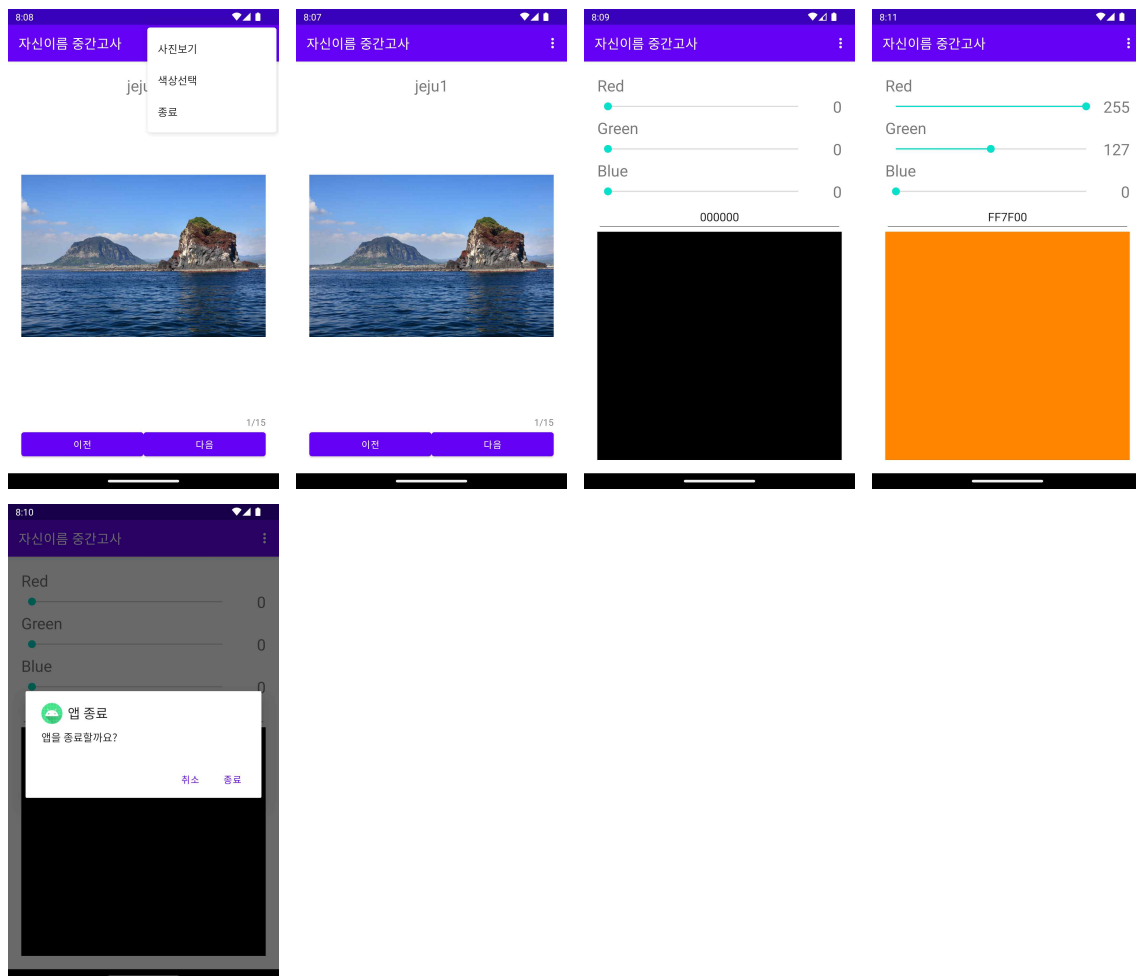 8:08
자신이름 중간고사
사진보기
색상선택
종료
jeju
1/15
이전 다음
8:07
자신이름 중간고사
jeju1
1/15
이전 다음
8:09
자신이름 중간고사
Red
0
Green
0
Blue
0
000000
8:11
자신이름 중간고사
Red
255
Green
127
Blue
0
FF7F00
8:10
자신이름 중간고사
Red
0
Green
0
Blue
0
앱 종료
앱을 종료할까요?
취소 종료